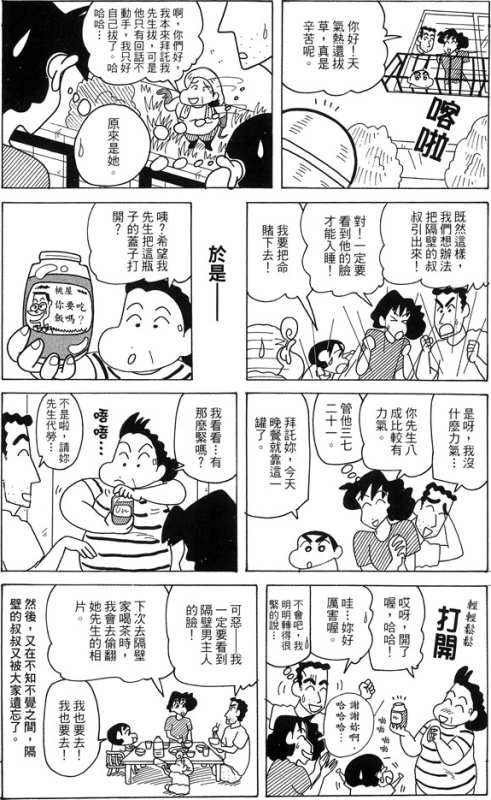 你好！天
氣熱還拔
草，真是
辛苦呢。
喀啦
啊，你們好，
我本來拜託我
先生拔，可是
他只有回話不
動手，我只好
自己拔了。哈
哈哈…
原來是她。
既然這樣，
我們想辦法
把隔壁的叔
叔引出來！
對！一定要
看到他的臉
才能入睡！
我要把命
賭下去！
於是——
咦？希望我
先生把這瓶
子的蓋子打
開？
桃屋
你要吃
飯嗎？
是呀，我沒
什麼力氣…
你先生八
成比較有
力氣。
管他三七
二十一。
拜託妳，今天
晚餐就靠這一
罐了。
我看看…有
那麼緊嗎？
唔唔…
不是啦，請妳
先生代勞…
輕輕鬆鬆
打開
哎呀，開了
喔，哈哈！
哇…妳好
厲害喔。
不會吧，我
明明轉得很
緊的說…
謝謝妳啊，
哈哈哈…
可惡——我
一定要看到
隔壁男主人
的臉！
下次去隔壁
家喝茶時，
我會去偷翻
她先生的相
片。
我也要去！
我也要去！
然後，又在不知不覺之間，隔
壁的叔叔又被大家遺忘了。